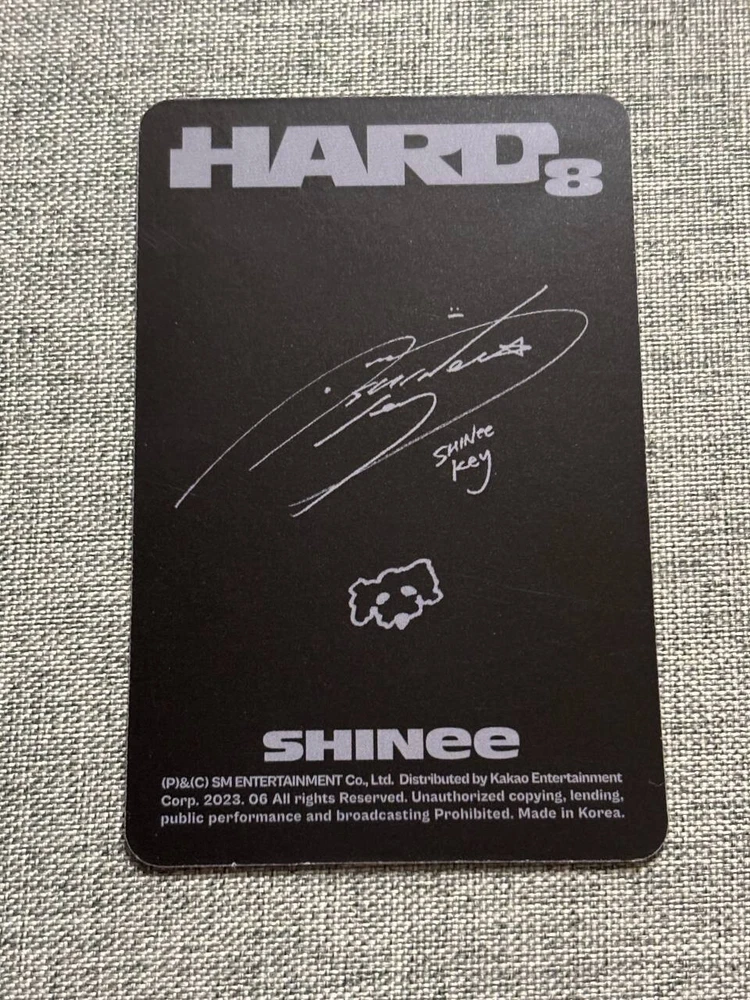 HARD8
SHINee
Key
SHINee
(P)&(C) SM ENTERTAINMENT Co., Ltd. Distributed by Kakao Entertainment
Corp. 2023. 06 All rights Reserved. Unauthorized copying, lending,
public performance and broadcasting Prohibited. Made in Korea.